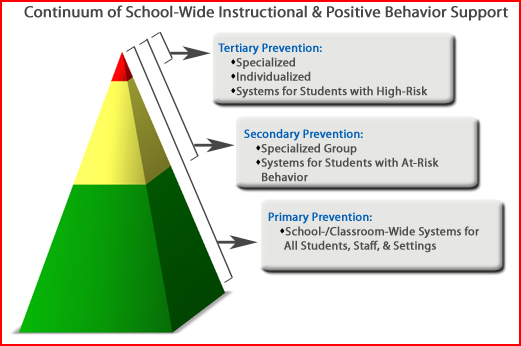 Continuum of School-Wide Instructional & Positive Behavior Support
Tertiary Prevention:
♦Specialized
♦Individualized
♦Systems for Students with High-Risk
Secondary Prevention:
♦Specialized Group
♦Systems for Students with At-Risk
Behavior
Primary Prevention:
♦School-/Classroom-Wide Systems for
All Students, Staff, & Settings